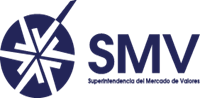 SMV
Superintendencia del Mercado de Valores